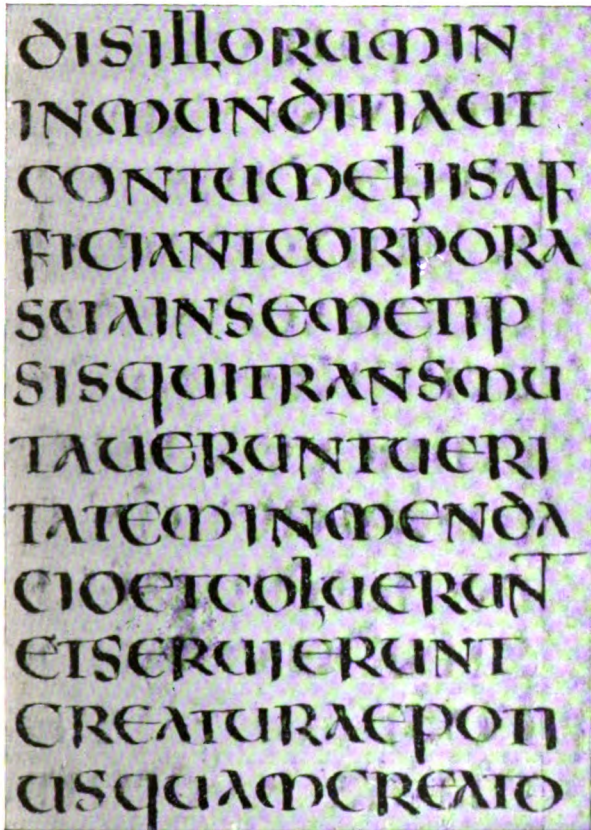 DISILLORUMIN
INMUNDITIAUT
CONTUMELIISAF
FICIANTCORPORA
SUAINSEMETIP
SISQUITRANSMU
TAUERUNTUERI
TATEMINMENDA
CIOETCOLUERUNT
ETSERUIERUNT
CREATURAEPOTI
USQUAMCREATO